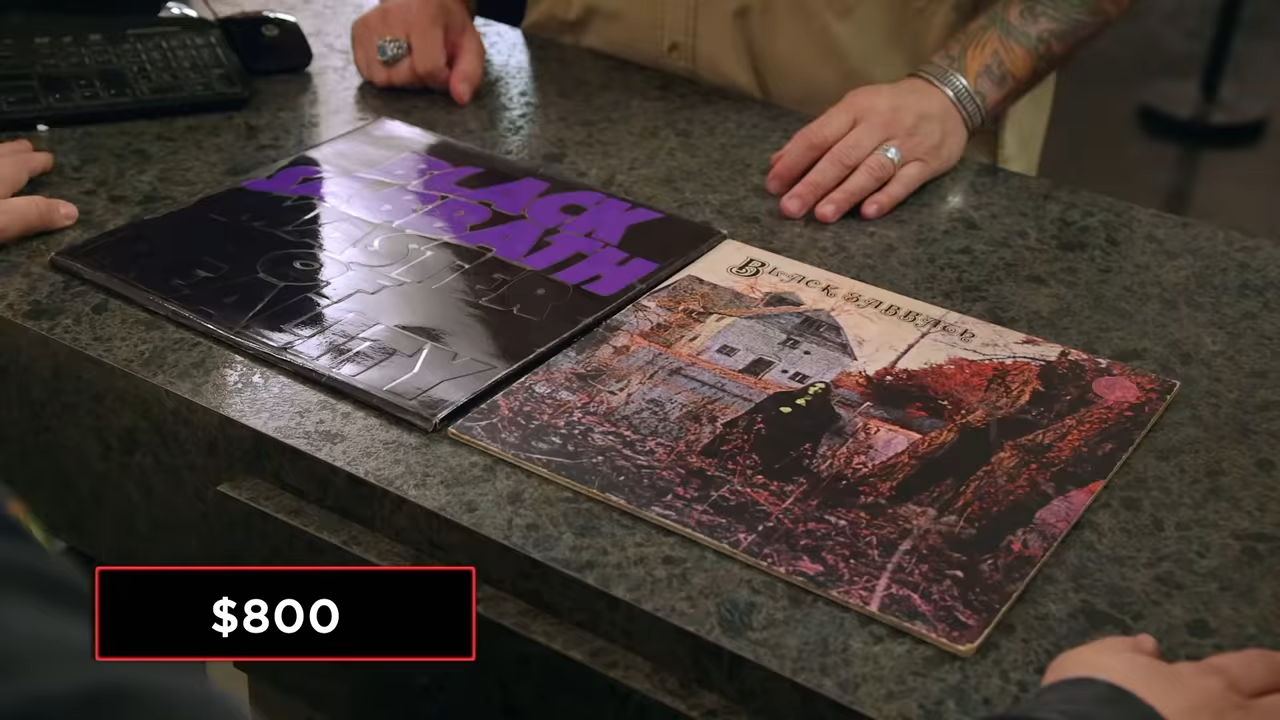 BLACK
SABBATH
MASTER
OF
REALITY
BLACK SABBATH
$800